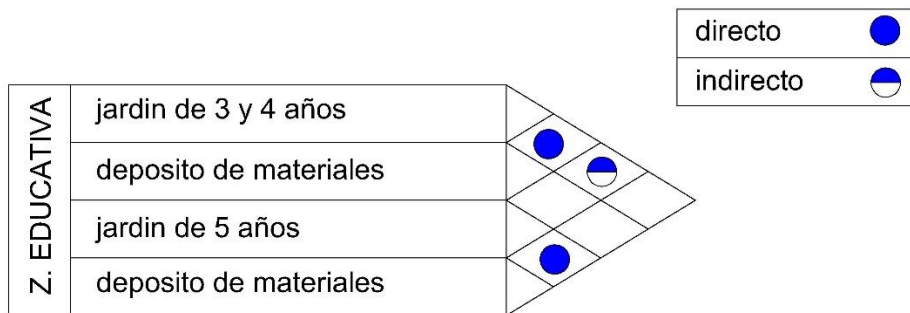 directo
indirecto
Z. EDUCATIVA
jardin de 3 y 4 años
deposito de materiales
jardin de 5 años
deposito de materiales